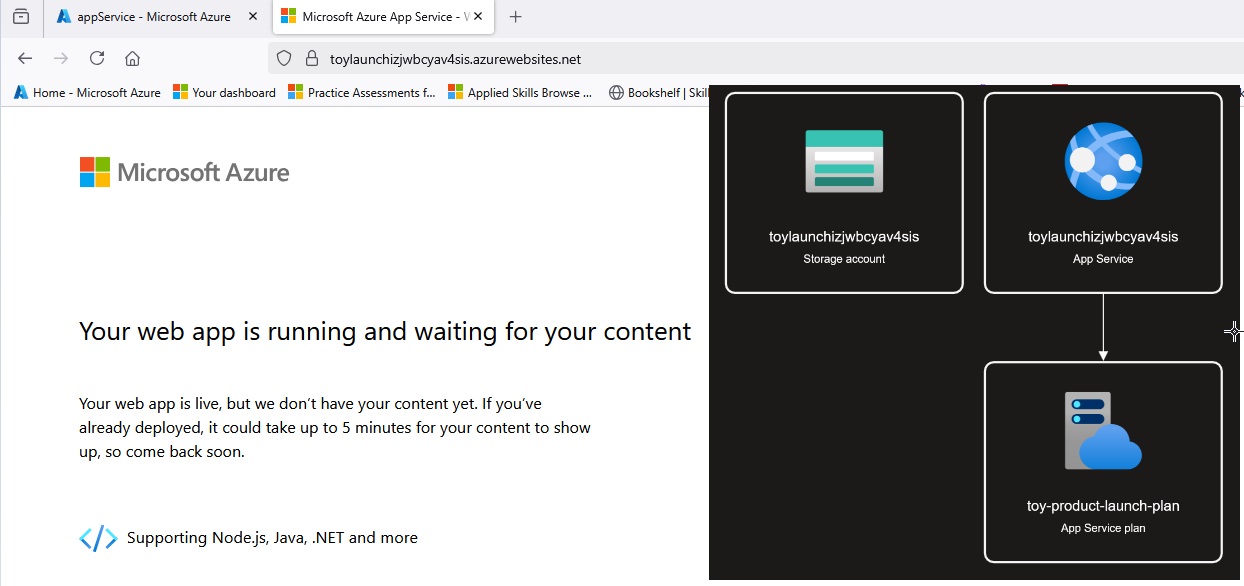 appService - Microsoft Azure
Microsoft Azure App Service - W
toylaunchizjwbcyav4sis.azurewebsites.net
Home - Microsoft Azure
Your dashboard
Practice Assessments f...
Applied Skills Browse ...
Bookshelf | Skil
Microsoft Azure
Your web app is running and waiting for your content
Your web app is live, but we don't have your content yet. If you've
already deployed, it could take up to 5 minutes for your content to show
up, so come back soon.
Supporting Node.js, Java, .NET and more
toylaunchizjwbcyav4sis
Storage account
toylaunchizjwbcyav4sis
App Service
toy-product-launch-plan
App Service plan